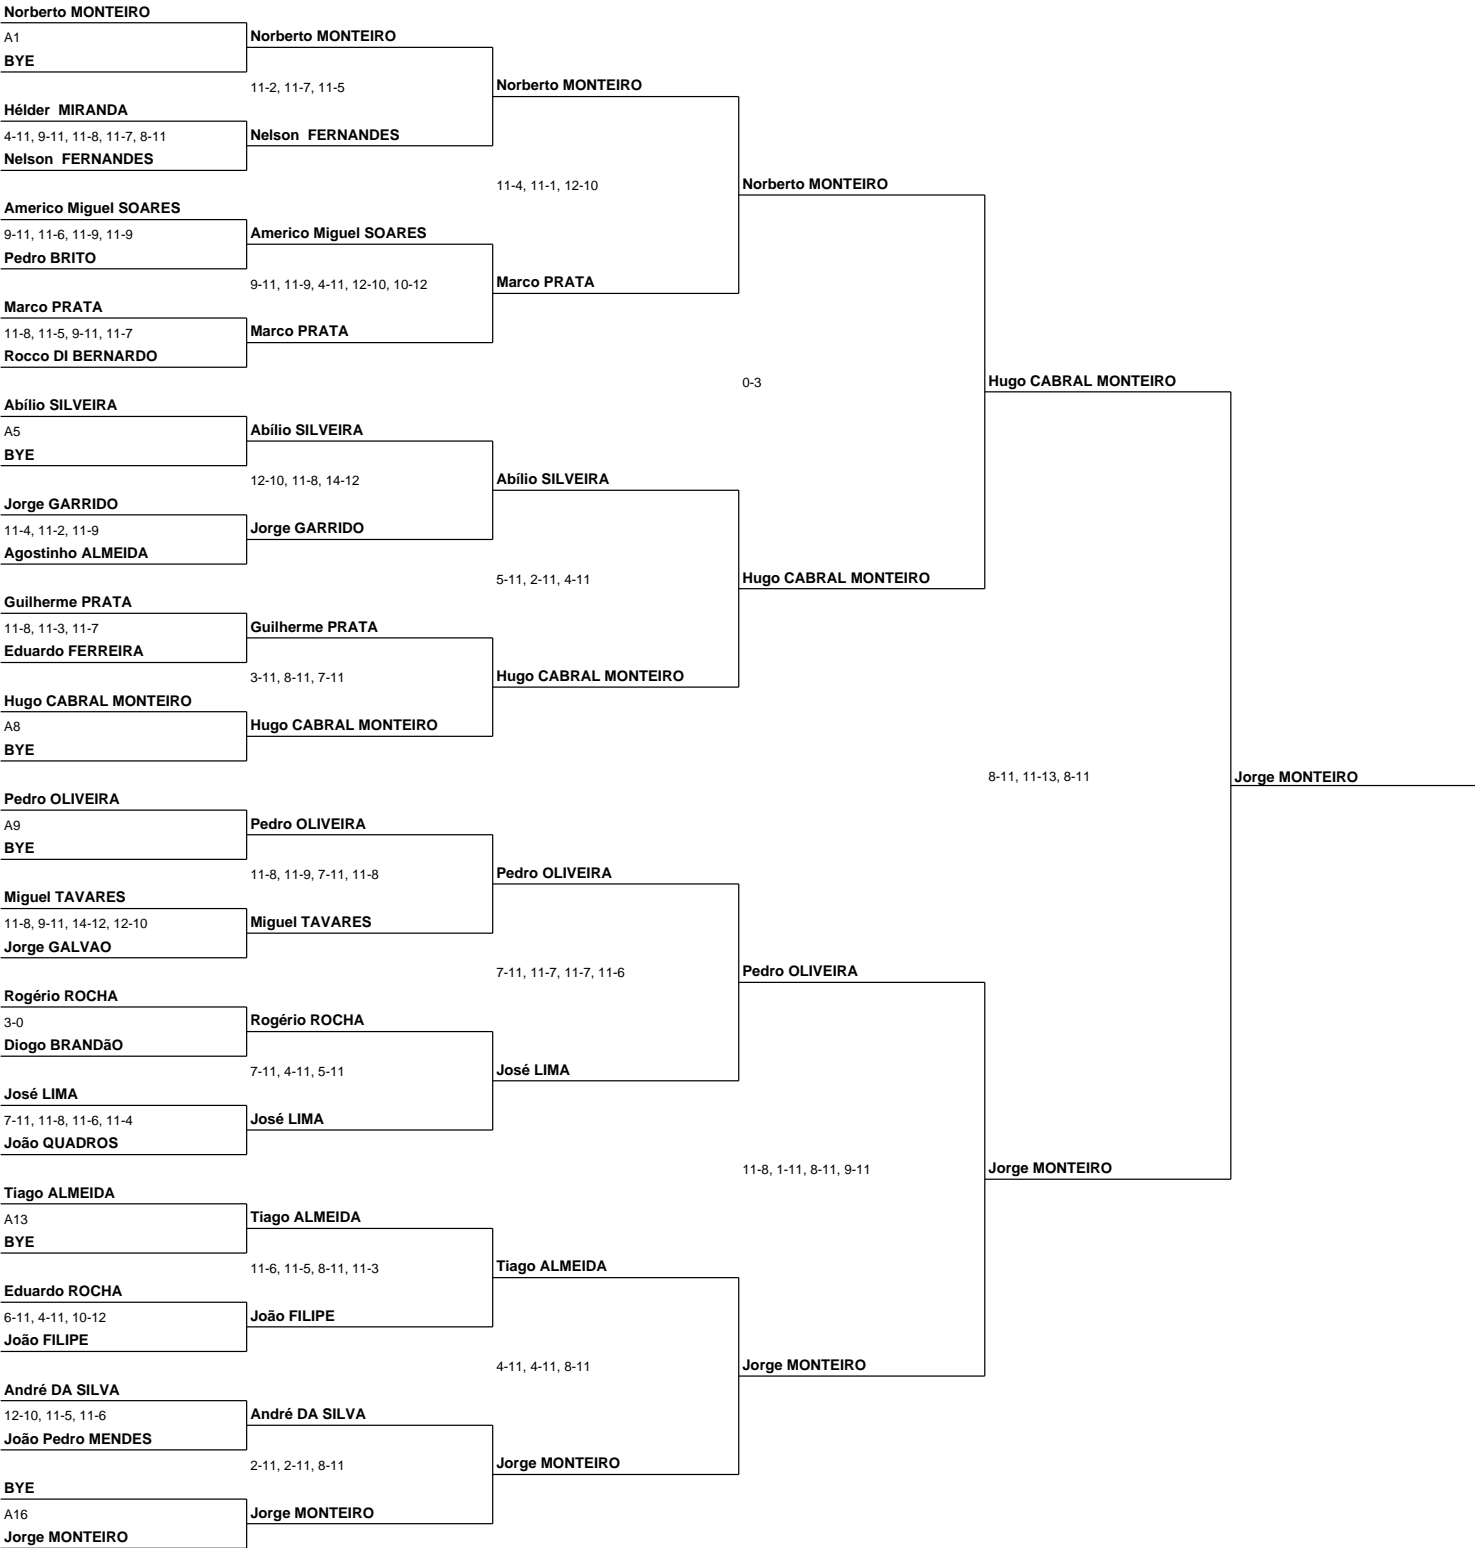 Norberto MONTEIRO
A1
BYE
Norberto MONTEIRO
11-2, 11-7, 11-5
Norberto MONTEIRO
Hélder  MIRANDA
4-11, 9-11, 11-8, 11-7, 8-11
Nelson  FERNANDES
Nelson  FERNANDES
11-4, 11-1, 12-10
Norberto MONTEIRO
Americo Miguel SOARES
9-11, 11-6, 11-9, 11-9
Pedro BRITO
Americo Miguel SOARES
9-11, 11-9, 4-11, 12-10, 10-12
Marco PRATA
Marco PRATA
11-8, 11-5, 9-11, 11-7
Rocco DI BERNARDO
Marco PRATA
0-3
Hugo CABRAL MONTEIRO
Abílio SILVEIRA
A5
BYE
Abílio SILVEIRA
12-10, 11-8, 14-12
Abílio SILVEIRA
Jorge GARRIDO
11-4, 11-2, 11-9
Agostinho ALMEIDA
Jorge GARRIDO
5-11, 2-11, 4-11
Hugo CABRAL MONTEIRO
Guilherme PRATA
11-8, 11-3, 11-7
Eduardo FERREIRA
Guilherme PRATA
3-11, 8-11, 7-11
Hugo CABRAL MONTEIRO
Hugo CABRAL MONTEIRO
A8
BYE
Hugo CABRAL MONTEIRO
8-11, 11-13, 8-11
Jorge MONTEIRO
Pedro OLIVEIRA
A9
BYE
Pedro OLIVEIRA
11-8, 11-9, 7-11, 11-8
Pedro OLIVEIRA
Miguel TAVARES
11-8, 9-11, 14-12, 12-10
Jorge GALVAO
Miguel TAVARES
7-11, 11-7, 11-7, 11-6
Pedro OLIVEIRA
Rogério ROCHA
3-0
Diogo BRANDãO
Rogério ROCHA
7-11, 4-11, 5-11
José LIMA
José LIMA
7-11, 11-8, 11-6, 11-4
João QUADROS
José LIMA
11-8, 1-11, 8-11, 9-11
Jorge MONTEIRO
Tiago ALMEIDA
A13
BYE
Tiago ALMEIDA
11-6, 11-5, 8-11, 11-3
Tiago ALMEIDA
Eduardo ROCHA
6-11, 4-11, 10-12
João FILIPE
João FILIPE
4-11, 4-11, 8-11
Jorge MONTEIRO
André DA SILVA
12-10, 11-5, 11-6
João Pedro MENDES
André DA SILVA
2-11, 2-11, 8-11
Jorge MONTEIRO
BYE
A16
Jorge MONTEIRO
Jorge MONTEIRO